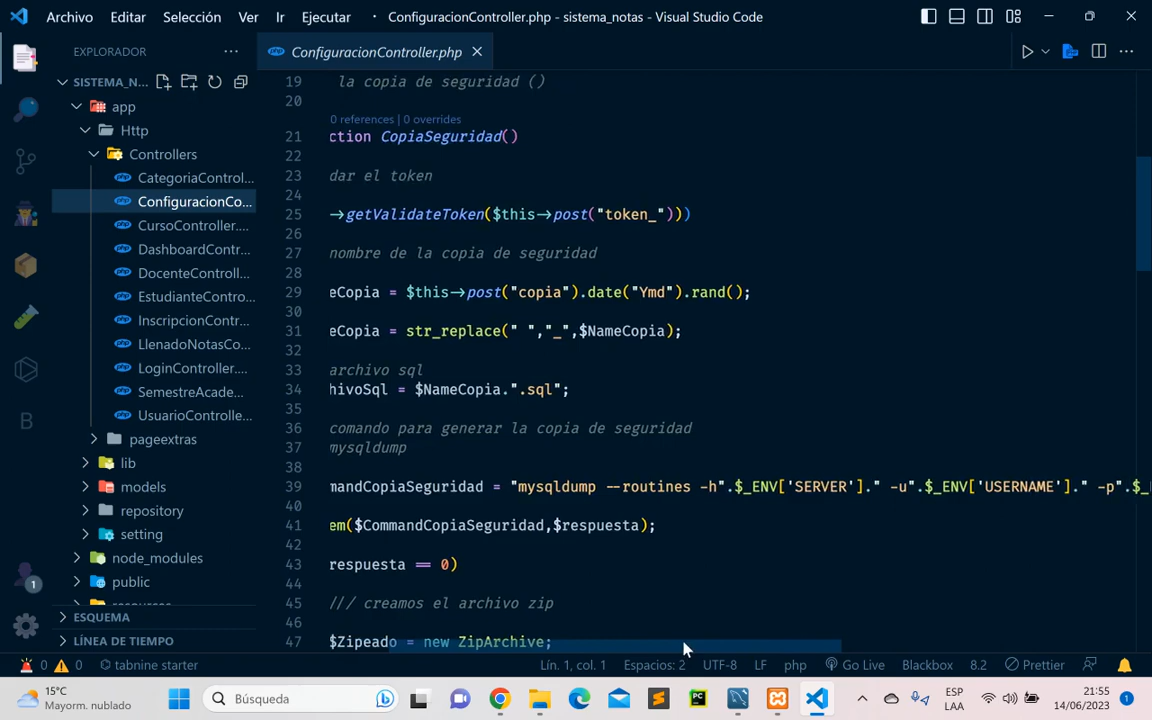 Archivo Editar Selección Ver Ir Ejecutar ConfiguracionController.php - sistema_notas - Visual Studio Code
EXPLORADOR
ConfiguracionController.php
SISTEMA_N...
app
Http
Controllers
CategoriaControl...
ConfiguracionCo...
CursoController....
DashboardContr...
DocenteControll...
EstudianteContro...
InscripcionContr...
LlenadoNotasCo...
LoginController....
SemestreAcade...
UsuarioControlle...
pageextras
lib
models
repository
setting
node_modules
public
ESQUEMA
LÍNEA DE TIEMPO
19 la copia de seguridad ()
20
0 references | 0 overrides
21 ction CopiaSeguridad()
22
23 dar el token
24
25 ->getValidateToken($this->post("token_")))
26
27 nombre de la copia de seguridad
28
29 eCopia = $this->post("copia").date("Ymd").rand();
30
31 eCopia = str_replace(" ","_",$NameCopia);
32
33 archivo sql
34 hivoSql = $NameCopia.".sql";
35
36 comando para generar la copia de seguridad
37 mysqldump
38
39 mandCopiaSeguridad = "mysqldump --routines -h".$_ENV['SERVER']." -u".$_ENV['USERNAME']." -p".$_
40
41 em($CommandCopiaSeguridad,$respuesta);
42
43 respuesta == 0)
44
45 /// creamos el archivo zip
46
47 $Zipeado = new ZipArchive;
1
0 0 tabnine starter Lín. 1, col. 1 Espacios: 2 UTF-8 LF php Go Live Blackbox 8.2 Prettier
15°C
Mayorm. nublado
Búsqueda
ESP
LAA
21:55
14/06/2023
1